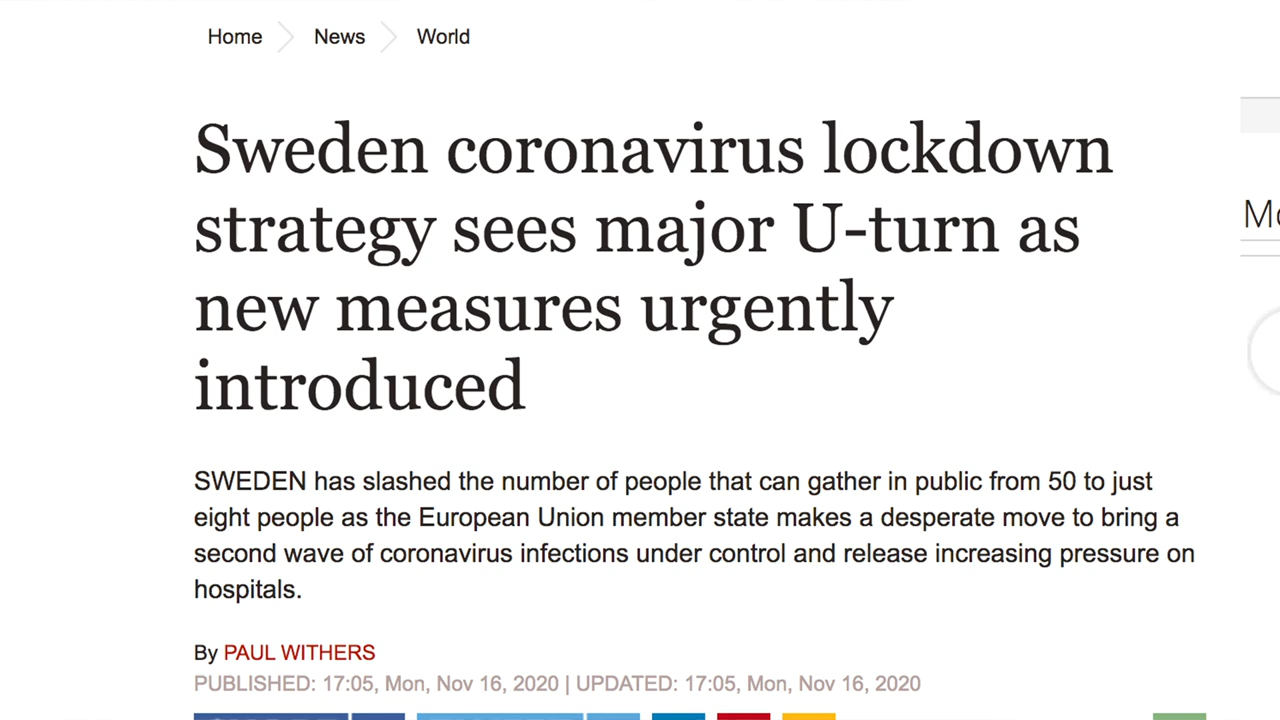 Home News World
Sweden coronavirus lockdown
strategy sees major U-turn as
new measures urgently
introduced
SWEDEN has slashed the number of people that can gather in public from 50 to just
eight people as the European Union member state makes a desperate move to bring a
second wave of coronavirus infections under control and release increasing pressure on
hospitals.
By PAUL WITHERS
PUBLISHED: 17:05, Mon, Nov 16, 2020 | UPDATED: 17:05, Mon, Nov 16, 2020